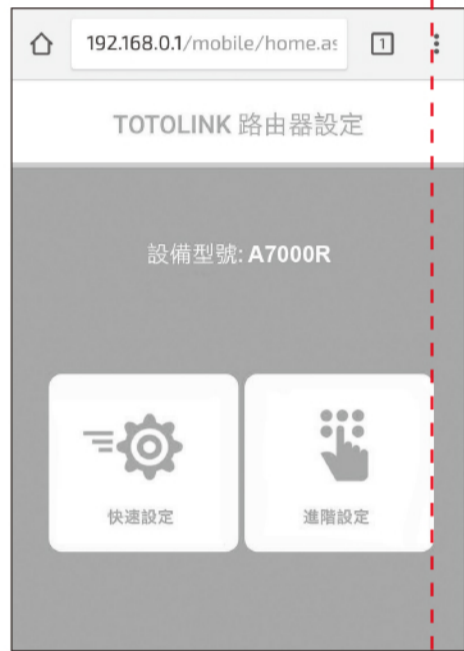 192.168.0.1/mobile/home.as
1
TOTOLINK 路由器設定
設備型號: A7000R
快速設定
進階設定